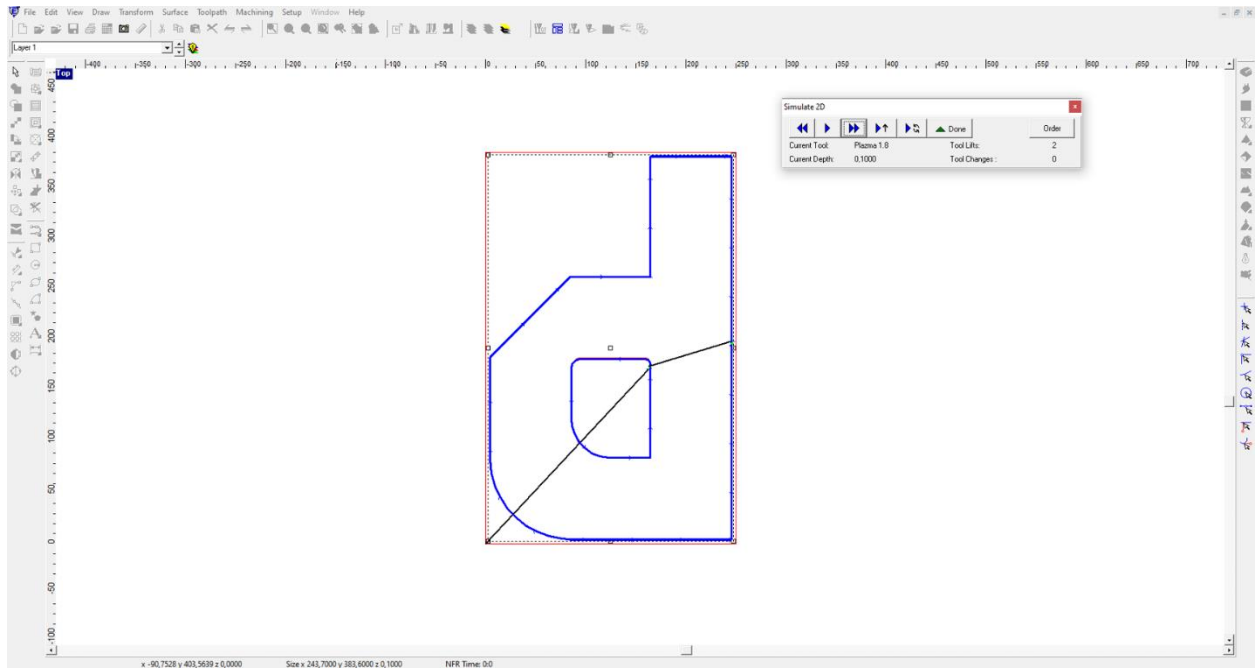 File Edit View Draw Transform Surface Toolpath Machining Setup Window Help
Layer 1
Top
-400 -350 -300 -250 -200 -150 -100 -50 0 50 100 150 200 250 300 350 400 450 500 550 600 650 700
450
400
350
300
250
200
150
100
50
0
-50
-100
Simulate 2D
Done Order
Current Tool: Plazma 1.8 Tool Lifts: 2
Current Depth: 0,1000 Tool Changes : 0
x -90,7528 y 403,5639 z 0,0000 Size x 243,7000 y 383,6000 z 0,1000 NFR Time: 0:0